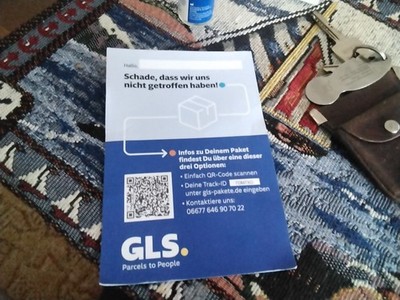 Hallo,
Schade, dass wir uns
nicht getroffen haben!
Infos zu Deinem Paket
findest Du über eine dieser
drei Optionen:
• Einfach QR-Code scannen
• Deine Track-ID
unter gls-pakete.de eingeben
• Kontaktiere uns:
06677 646 90 70 22
GLS.
Parcels to People